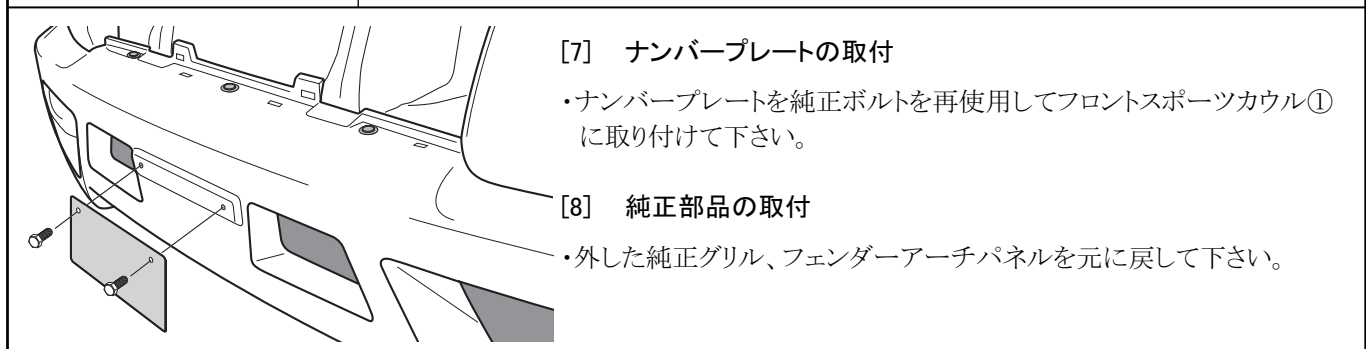 [7] ナンバープレートの取付
・ナンバープレートを純正ボルトを再使用してフロントスポーツカウル①
に取り付けて下さい。
[8] 純正部品の取付
・外した純正グリル、フェンダーアーチパネルを元に戻して下さい。